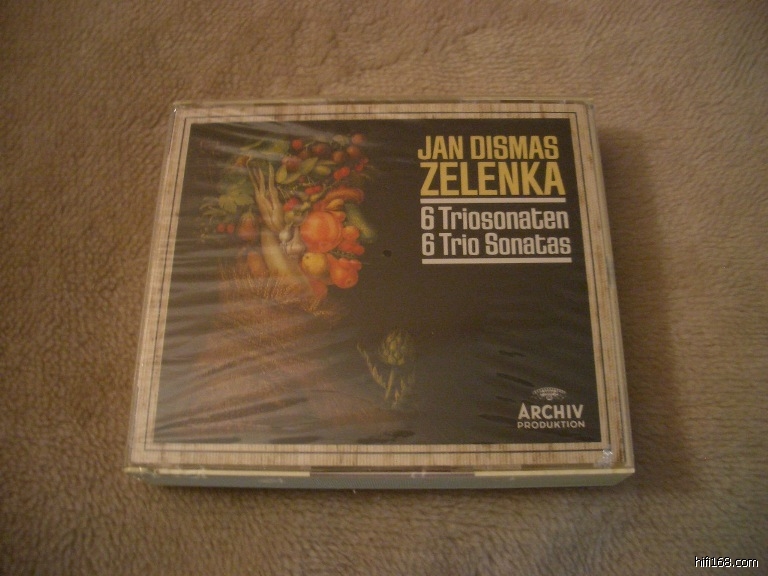 JAN DISMAS
ZELENKA
6 Triosonaten
6 Trio Sonatas
ARCHIV
PRODUKTION
hifi168.com